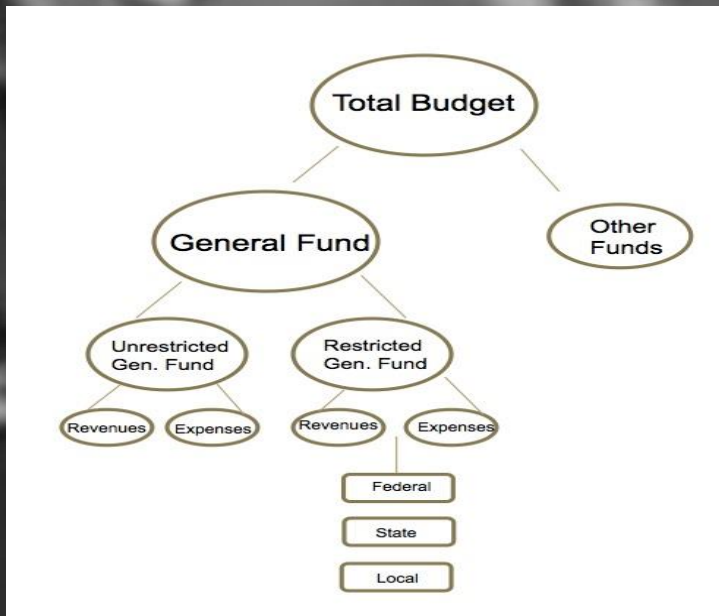 Total Budget
General Fund
Other
Funds
Unrestricted
Gen. Fund
Restricted
Gen. Fund
Revenues
Expenses
Revenues
Expenses
Federal
State
Local